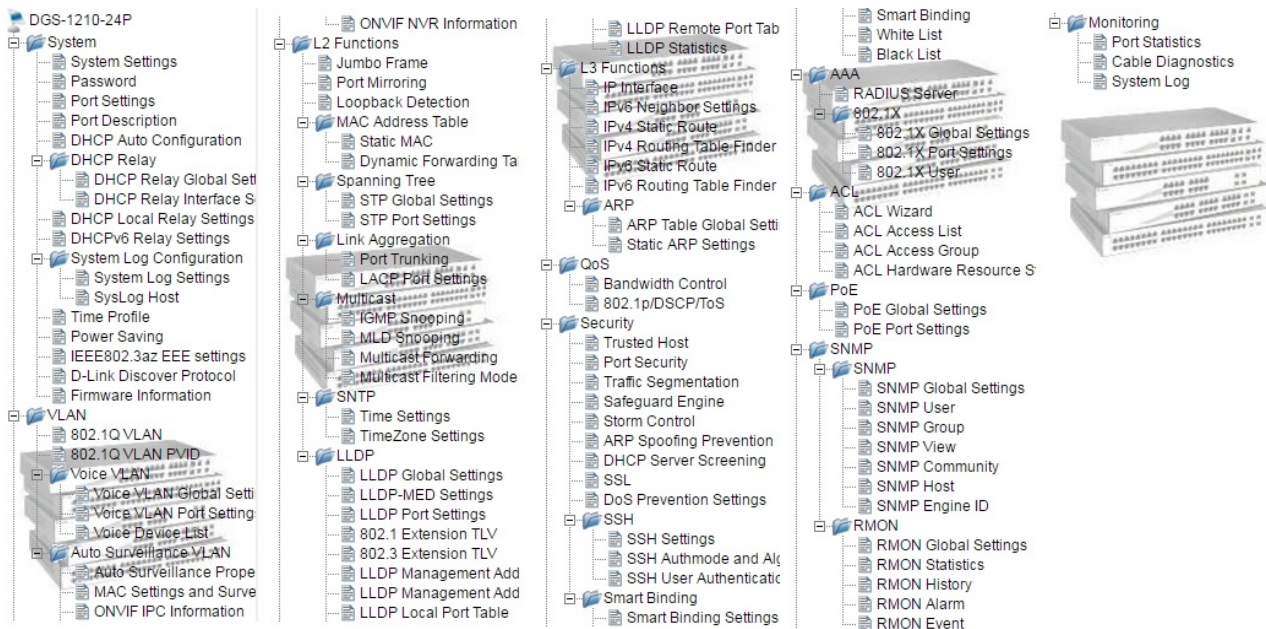 DGS-1210-24P
System
System Settings
Password
Port Settings
Port Description
DHCP Auto Configuration
DHCP Relay
DHCP Relay Global Sett
DHCP Relay Interface S
DHCP Local Relay Settings
DHCPv6 Relay Settings
System Log Configuration
System Log Settings
SysLog Host
Time Profile
Power Saving
IEEE802.3az EEE settings
D-Link Discover Protocol
Firmware Information
VLAN
802.1Q VLAN
802.1Q VLAN PVID
Voice VLAN
Voice VLAN Global Setti
Voice VLAN Port Setting
Voice Device List
Auto Surveillance VLAN
Auto Surveillance Prope
MAC Settings and Surve
ONVIF IPC Information
ONVIF NVR Information
L2 Functions
Jumbo Frame
Port Mirroring
Loopback Detection
MAC Address Table
Static MAC
Dynamic Forwarding Ta
Spanning Tree
STP Global Settings
STP Port Settings
Link Aggregation
Port Trunking
LACP Port Settings
Multicast
IGMP Snooping
MLD Snooping
Multicast Forwarding
Multicast Filtering Mode
SNTP
Time Settings
TimeZone Settings
LLDP
LLDP Global Settings
LLDP-MED Settings
LLDP Port Settings
802.1 Extension TLV
802.3 Extension TLV
LLDP Management Add
LLDP Management Add
LLDP Local Port Table
LLDP Remote Port Tab
LLDP Statistics
L3 Functions
IP Interface
IPv6 Neighbor Settings
IPv4 Static Route
IPv4 Routing Table Finder
IPv6 Static Route
IPv6 Routing Table Finder
ARP
ARP Table Global Setti
Static ARP Settings
QoS
Bandwidth Control
802.1p/DSCP/ToS
Security
Trusted Host
Port Security
Traffic Segmentation
Safeguard Engine
Storm Control
ARP Spoofing Prevention
DHCP Server Screening
SSL
DoS Prevention Settings
SSH
SSH Settings
SSH Authmode and Alg
SSH User Authenticatic
Smart Binding
Smart Binding Settings
Smart Binding
White List
Black List
AAA
RADIUS Server
802.1X
802.1X Global Settings
802.1X Port Settings
802.1X User
ACL
ACL Wizard
ACL Access List
ACL Access Group
ACL Hardware Resource S
PoE
PoE Global Settings
PoE Port Settings
SNMP
SNMP
SNMP Global Settings
SNMP User
SNMP Group
SNMP View
SNMP Community
SNMP Host
SNMP Engine ID
RMON
RMON Global Settings
RMON Statistics
RMON History
RMON Alarm
RMON Event
Monitoring
Port Statistics
Cable Diagnostics
System Log